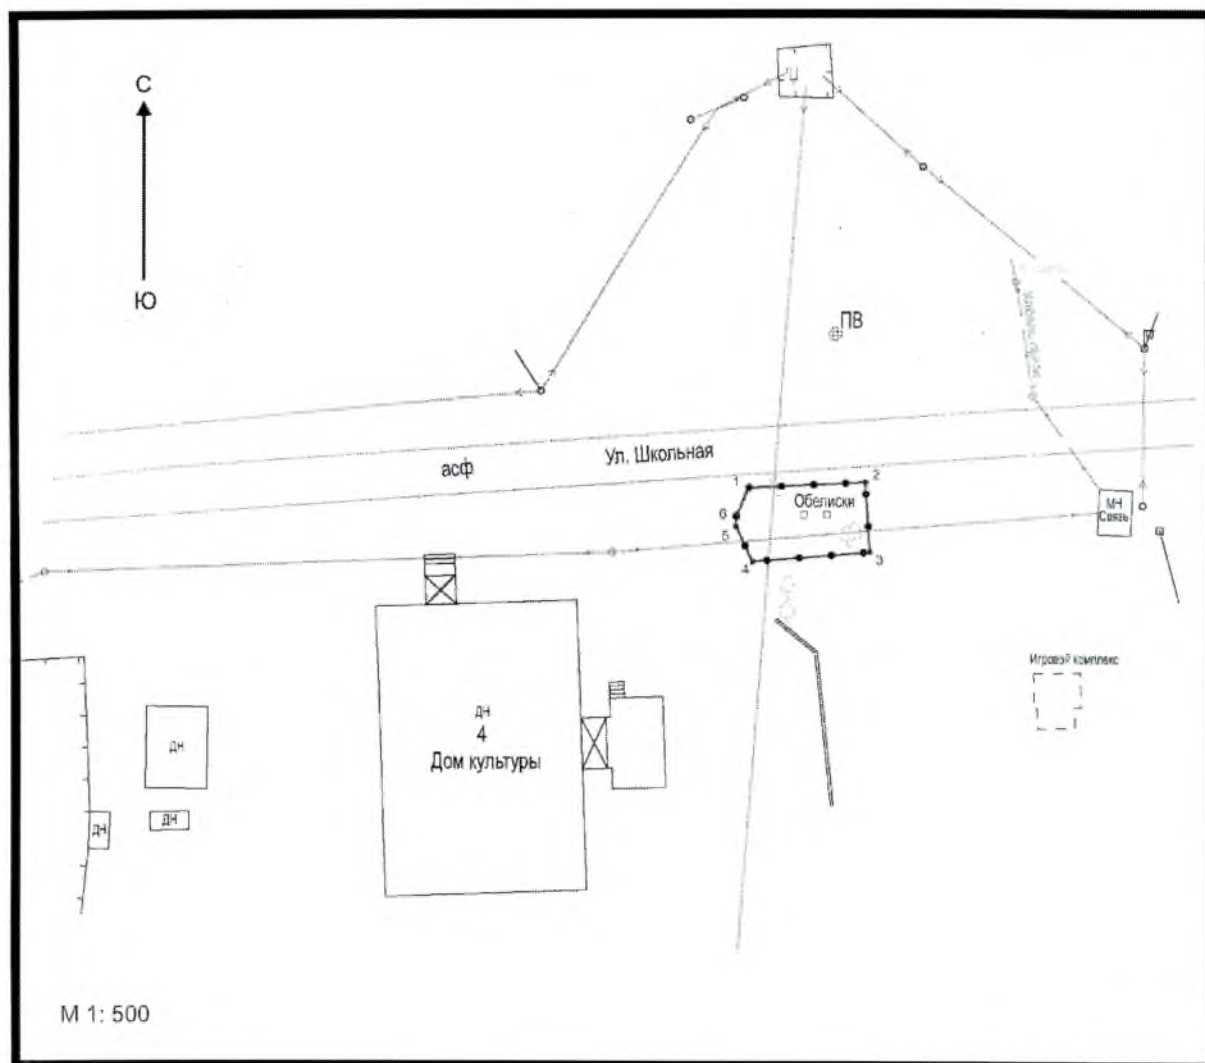 С
Ю
ПВ
Ул. Школьная
асф
1
2
Обелиски
6
5
4
3
МН
Связь
Игровой комплекс
дн
4
Дом культуры
дн
дн
дн
М 1: 500